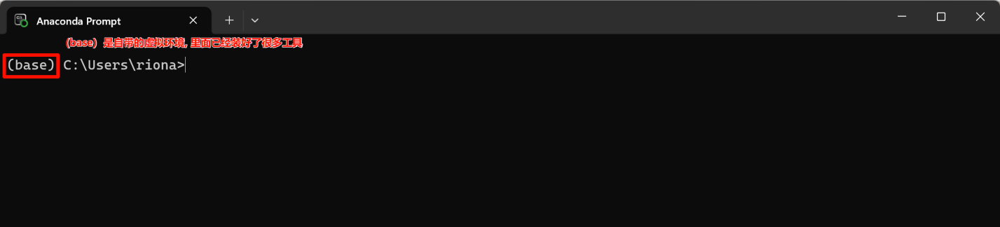 Anaconda Prompt
(base) 是自带的虚拟环境, 里面已经装好了很多工具
(base) C:\Users\riona>